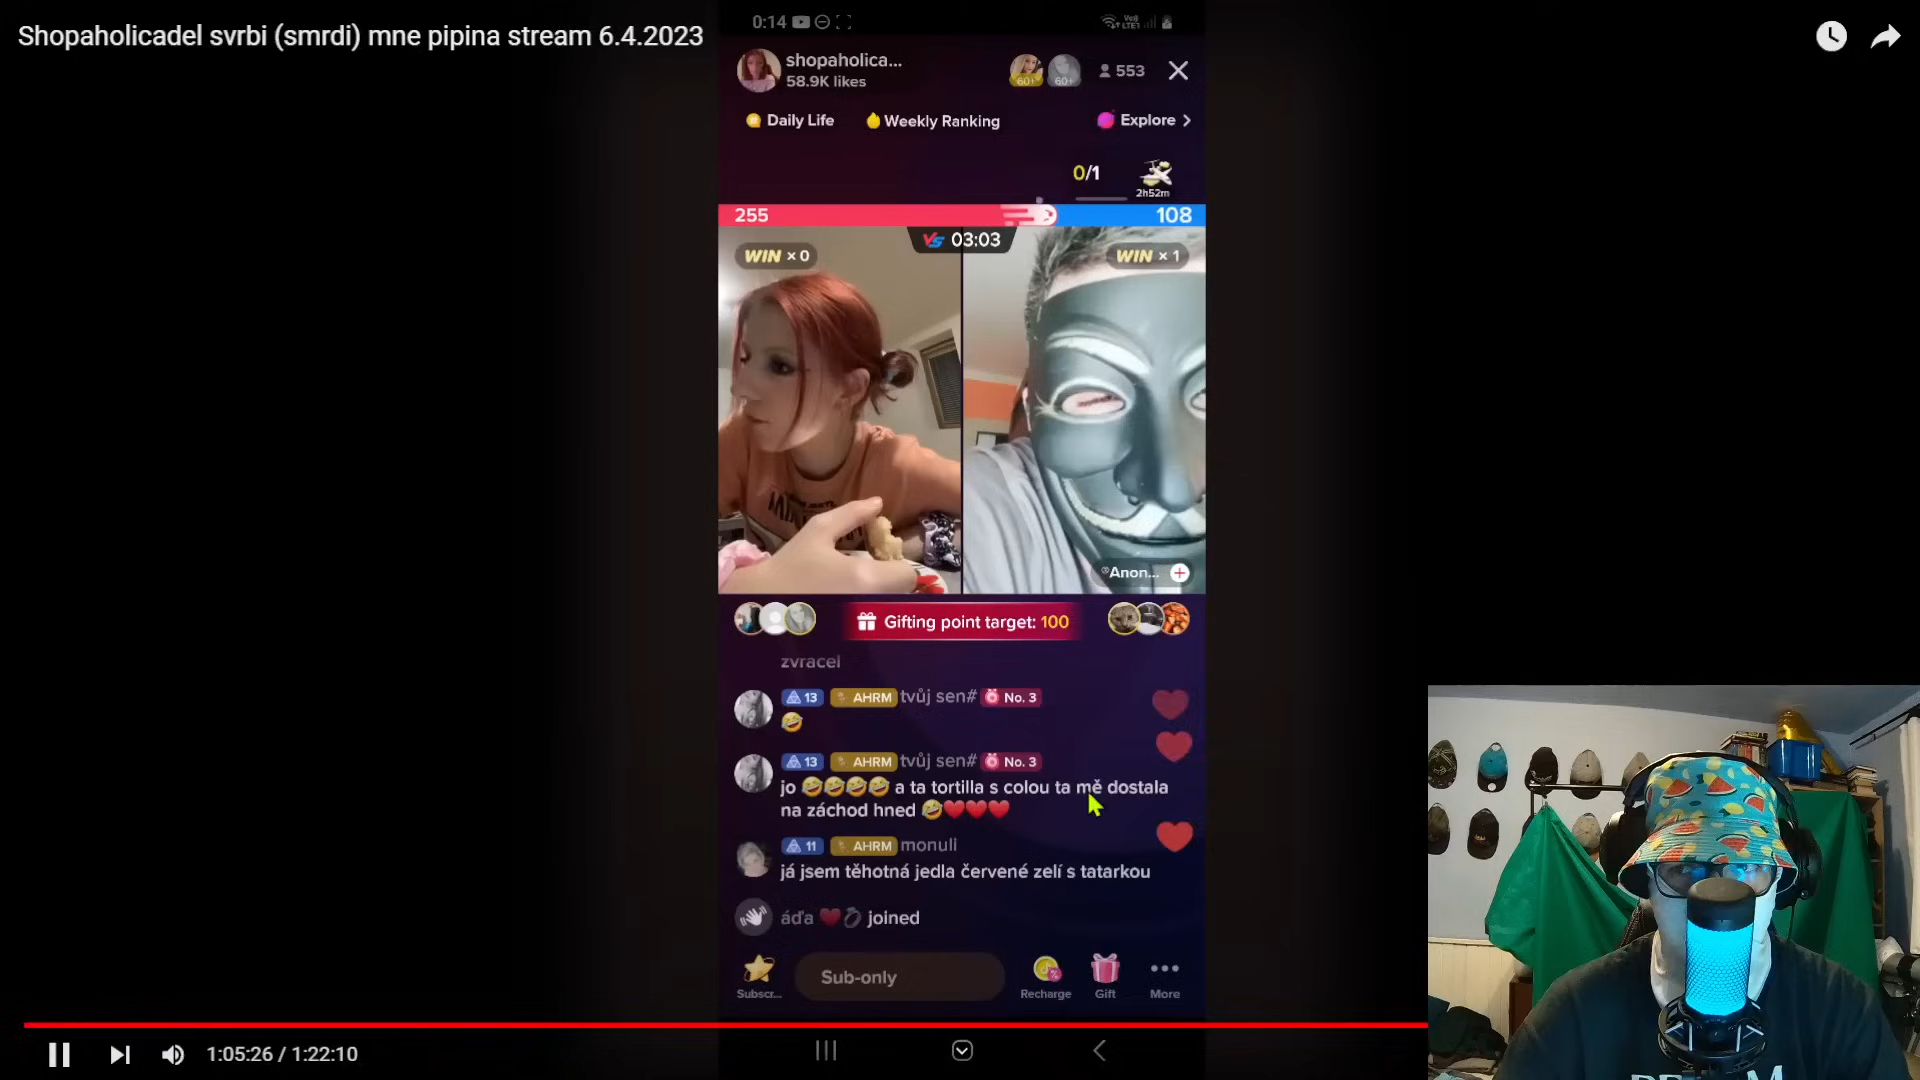 Shopaholicadel svrbi (smrdi) mne pipina stream 6.4.2023
0:14
shopaholica...
58.9K likes
60+
60+
553
Daily Life
Weekly Ranking
Explore
0/1
2h52m
255
108
VS 03:03
WIN × 0
WIN × 1
Anon...
Gifting point target: 100
zvracel
13 AHRM tvůj sen# No. 3
🤣
13 AHRM tvůj sen# No. 3
jo 🤣🤣🤣🤣 a ta tortilla s colou ta mě dostala
na záchod hned 🤣❤️❤️❤️
11 AHRM monuli
já jsem těhotná jedla červené zelí s tatarkou
áďa ❤️💍 joined
Subscr...
Sub-only
Recharge
Gift
More
1:05:26 / 1:22:10